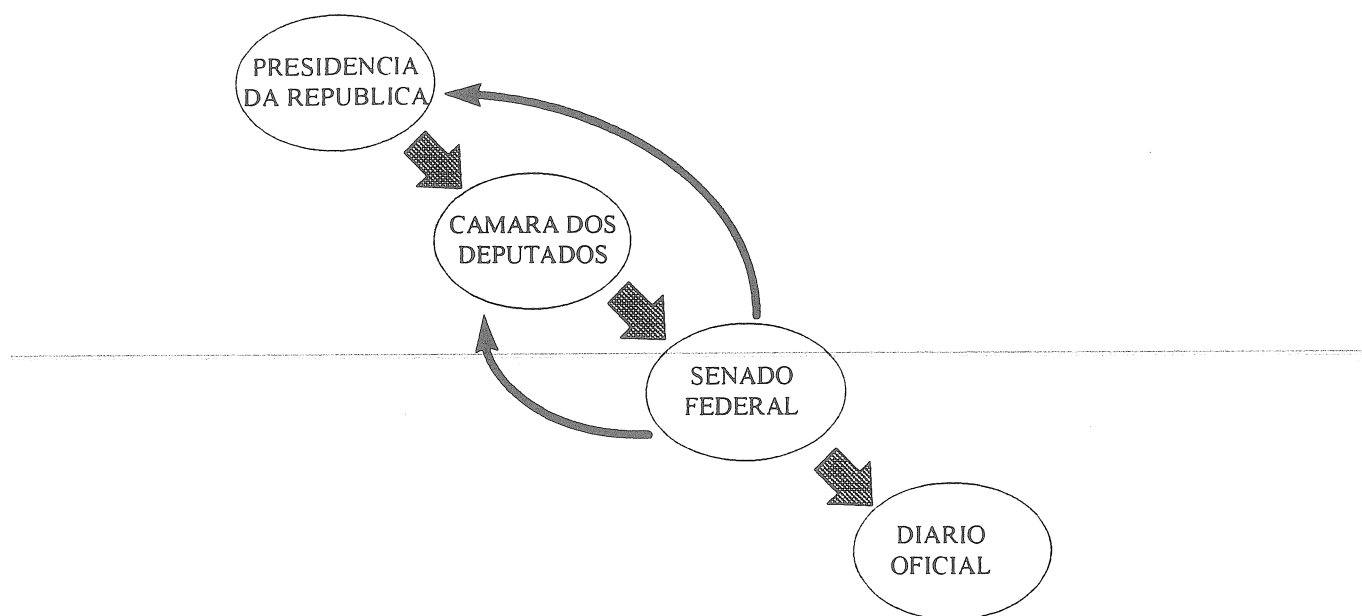 PRESIDENCIA
DA REPUBLICA
CAMARA DOS
DEPUTADOS
SENADO
FEDERAL
DIARIO
OFICIAL